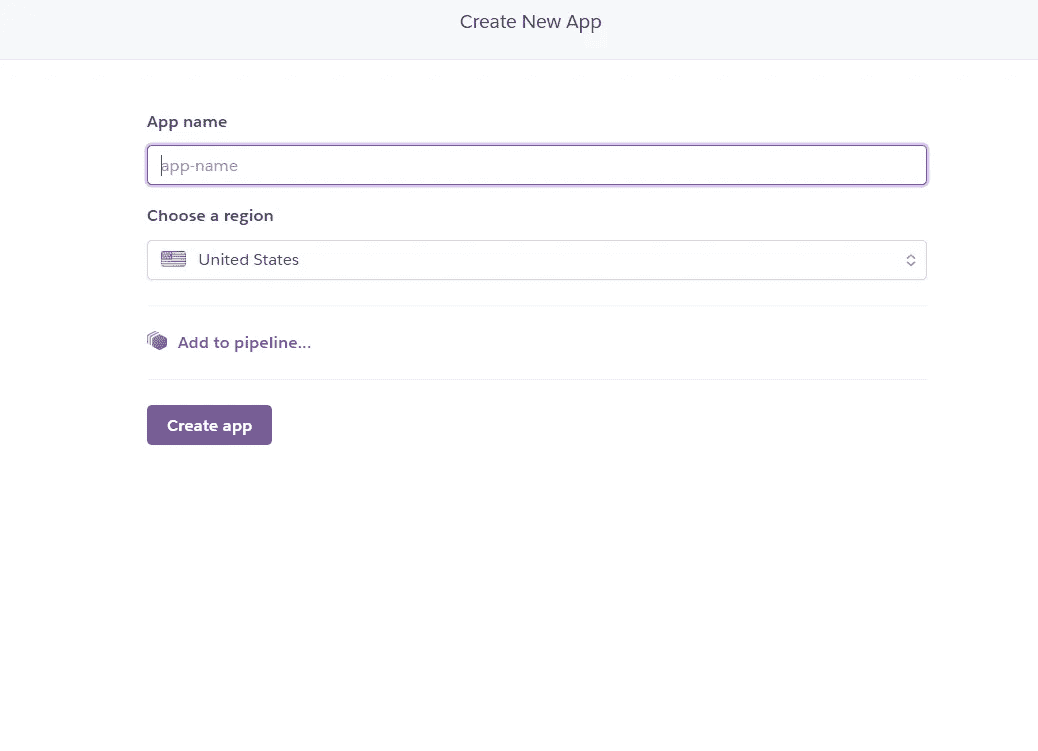 Create New App
App name
app-name
Choose a region
United States
Add to pipeline...
Create app